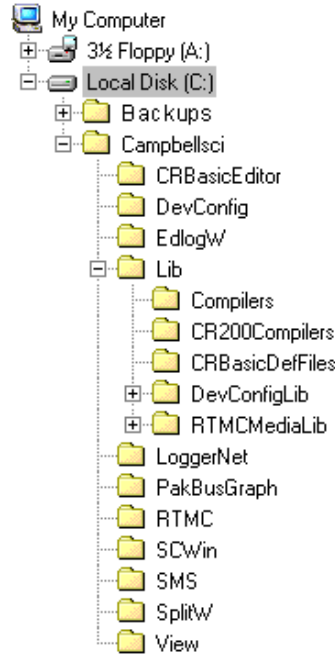 My Computer
3½ Floppy (A:)
Local Disk (C:)
Backups
Campbellsci
CRBasicEditor
DevConfig
EdlogW
Lib
Compilers
CR200Compilers
CRBasicDefFiles
DevConfigLib
RTMCMediaLib
LoggerNet
PakBusGraph
RTMC
SCWin
SMS
SplitW
View